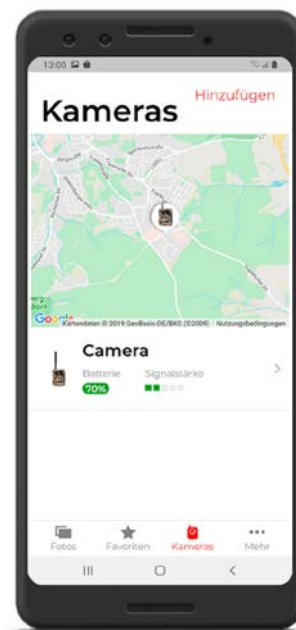 13:00
Hinzufügen
Kameras
Google
Kartendaten © 2019 GeoBasis-DE/BKG (©2009) Nutzungsbedingungen
Camera
Batterie Signalstärke
70%
Fotos Favoriten Kameras Mehr